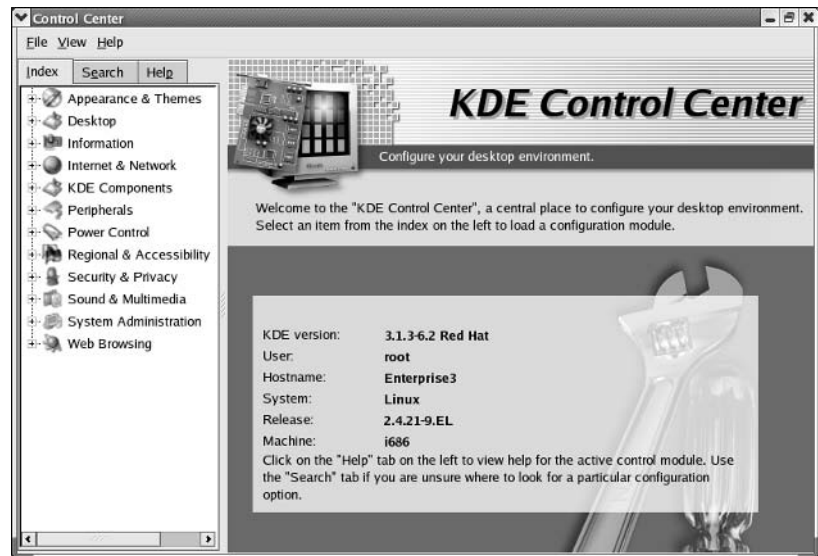 Control Center
File View Help
Index Search Help
Appearance & Themes
Desktop
Information
Internet & Network
KDE Components
Peripherals
Power Control
Regional & Accessibility
Security & Privacy
Sound & Multimedia
System Administration
Web Browsing
KDE Control Center
Configure your desktop environment.
Welcome to the "KDE Control Center", a central place to configure your desktop environment.
Select an item from the index on the left to load a configuration module.
KDE version: 3.1.3-6.2 Red Hat
User: root
Hostname: Enterprise3
System: Linux
Release: 2.4.21-9.EL
Machine: i686
Click on the "Help" tab on the left to view help for the active control module. Use
the "Search" tab if you are unsure where to look for a particular configuration
option.